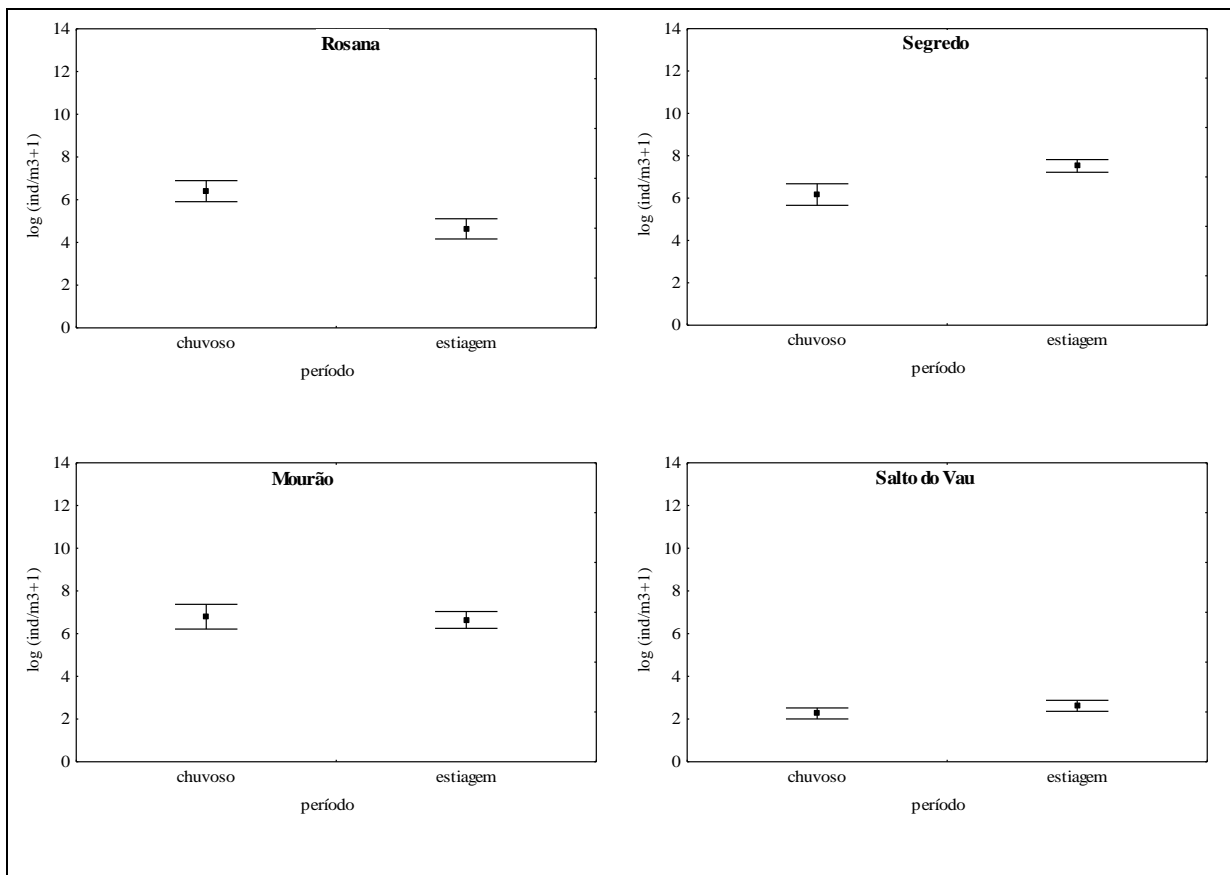 Rosana
14
12
10
8
6
4
2
0
log (ind/m3+1)
chuvoso estiagem
período
Segredo
14
12
10
8
6
4
2
0
log (ind/m3+1)
chuvoso estiagem
período
Mourão
14
12
10
8
6
4
2
0
log (ind/m3+1)
chuvoso estiagem
período
Salto do Vau
14
12
10
8
6
4
2
0
log (ind/m3+1)
chuvoso estiagem
período